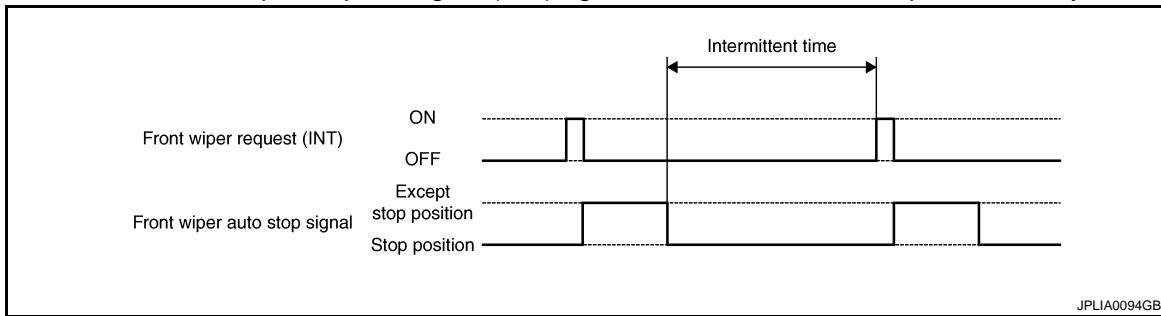 Intermittent time
ON
Front wiper request (INT)
OFF
Except
stop position
Front wiper auto stop signal
Stop position
JPLIA0094GB